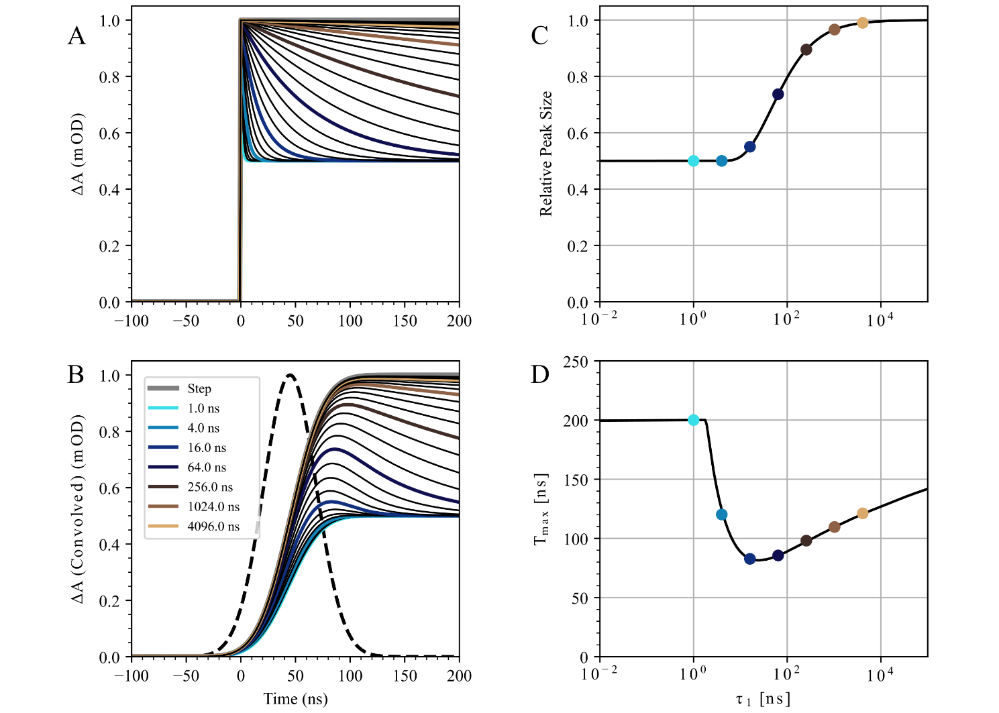 A
ΔA (mOD)
1.0
0.8
0.6
0.4
0.2
0.0
−100 −50 0 50 100 150 200
C
Relative Peak Size
1.0
0.8
0.6
0.4
0.2
0.0
10−2 100 102 104
B
ΔA (Convolved) (mOD)
1.0
0.8
0.6
0.4
0.2
0.0
Step
1.0 ns
4.0 ns
16.0 ns
64.0 ns
256.0 ns
1024.0 ns
4096.0 ns
−100 −50 0 50 100 150 200
Time (ns)
D
Tmax [ns]
250
200
150
100
50
0
10−2 100 102 104
τ1 [ns]